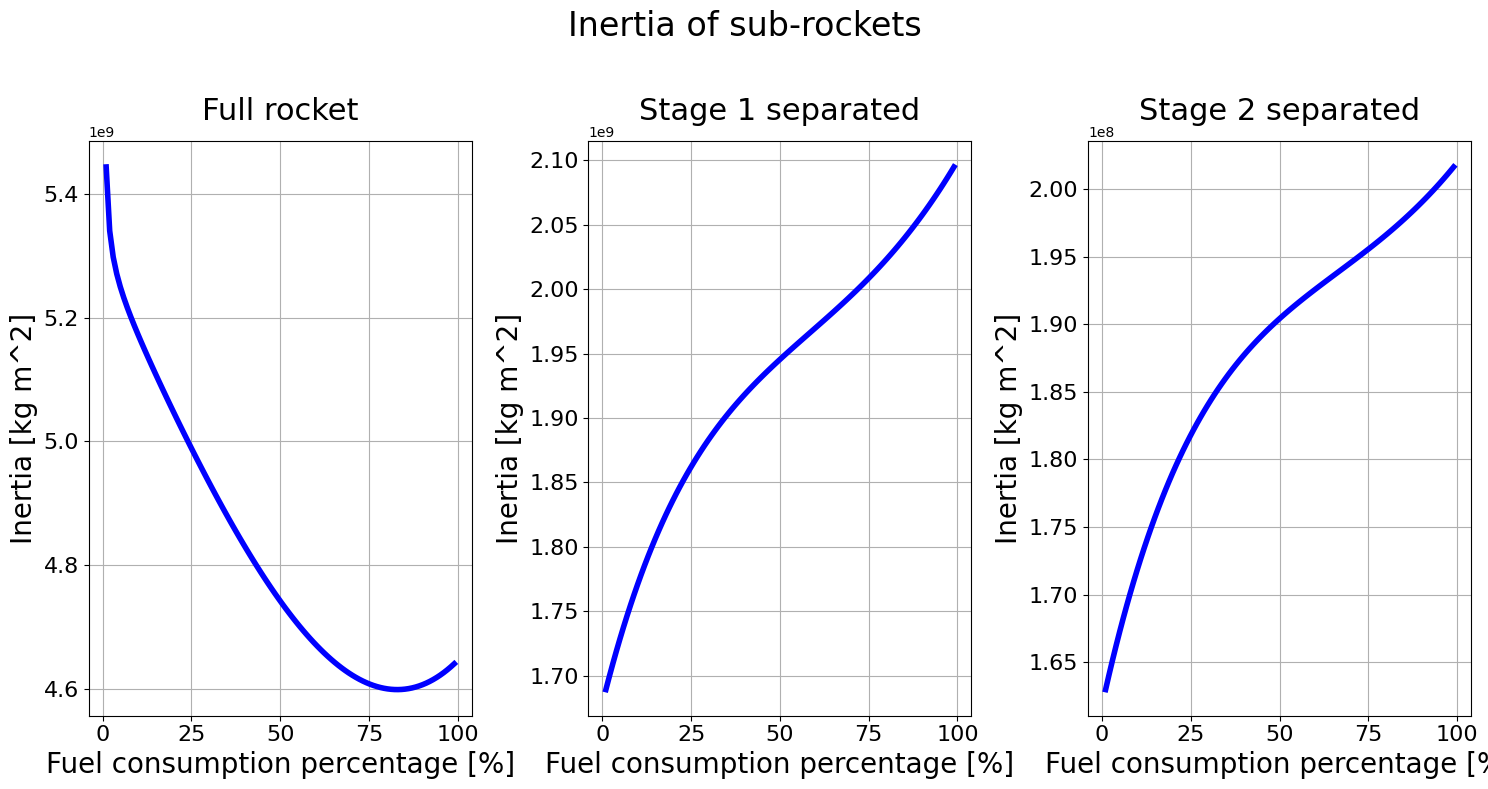 Inertia of sub-rockets
Full rocket
1e9
5.4
5.2
5.0
4.8
4.6
Inertia [kg m^2]
0 25 50 75 100
Fuel consumption percentage [%]
Stage 1 separated
1e9
2.10
2.05
2.00
1.95
1.90
1.85
1.80
1.75
1.70
Inertia [kg m^2]
0 25 50 75 100
Fuel consumption percentage [%]
Stage 2 separated
1e8
2.00
1.95
1.90
1.85
1.80
1.75
1.70
1.65
Inertia [kg m^2]
0 25 50 75 100
Fuel consumption percentage [%